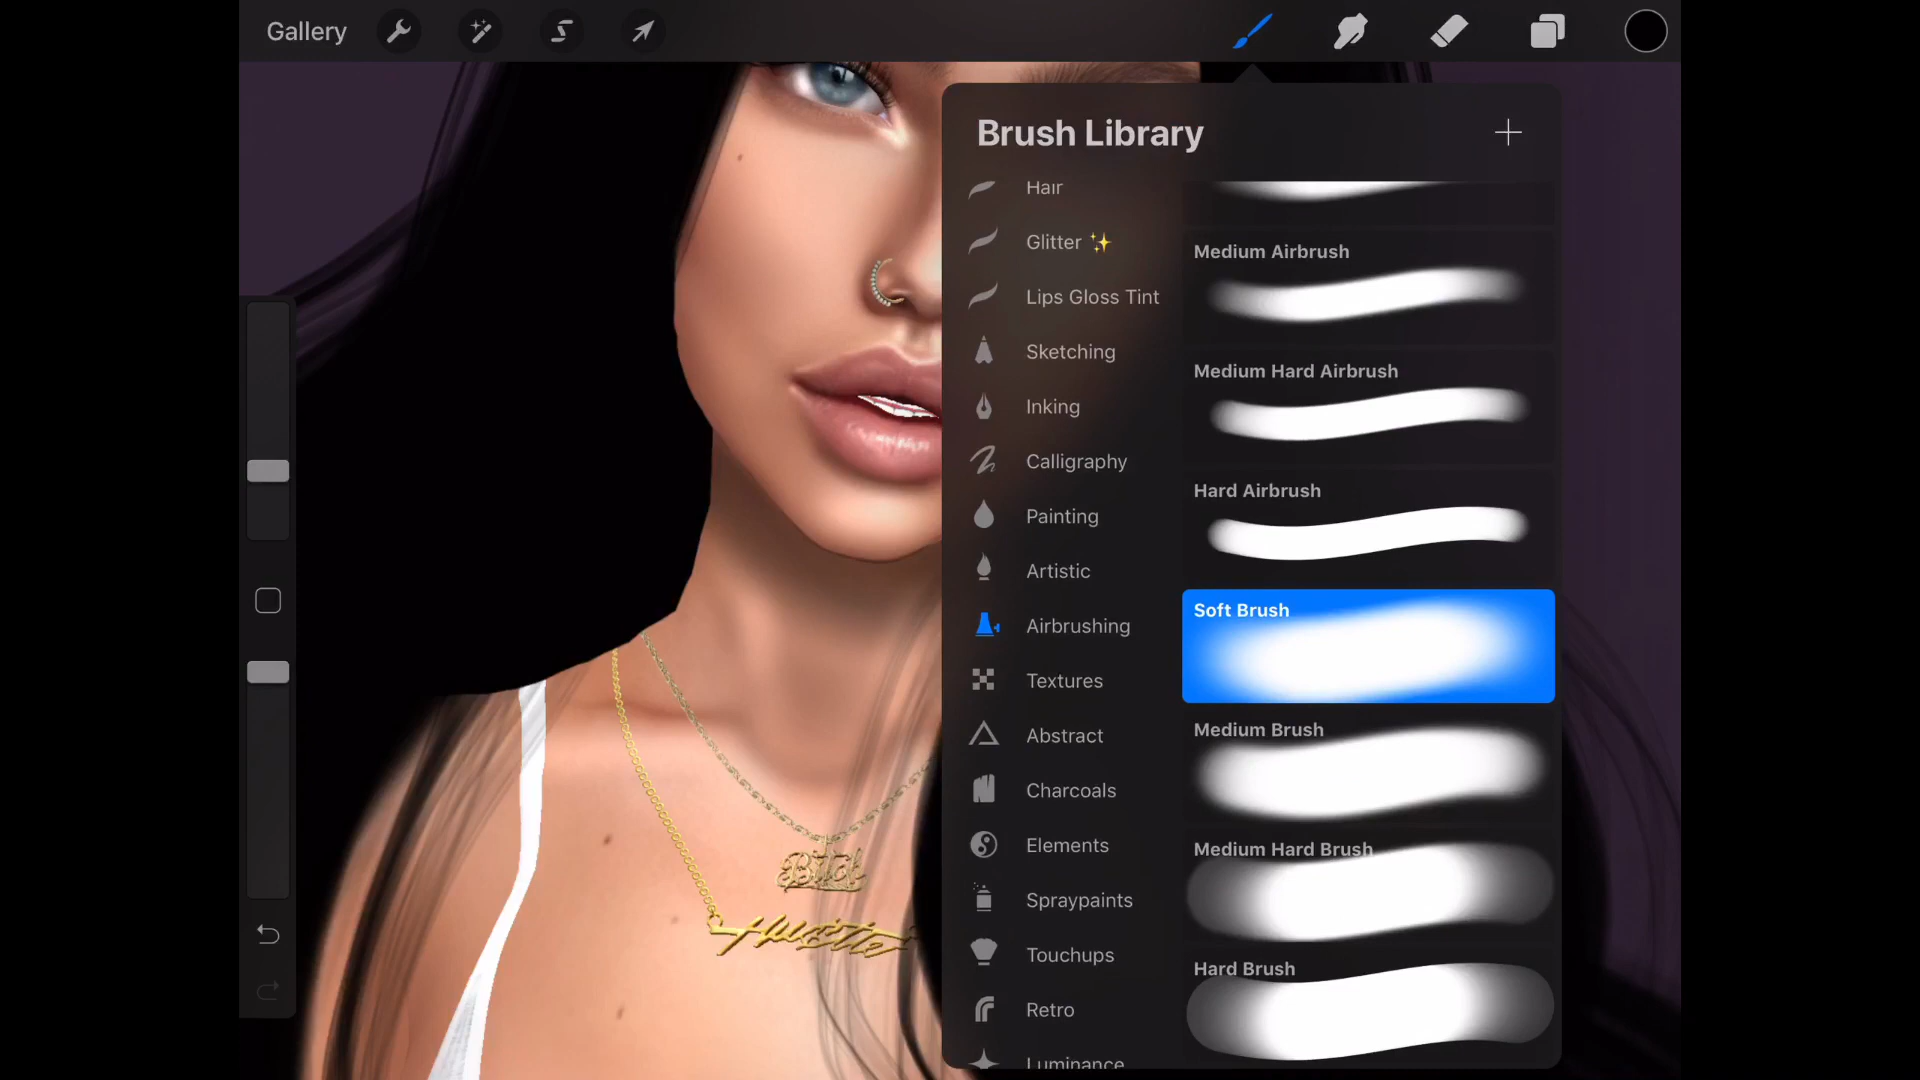 Gallery
Brush Library
Hair
Glitter ✨
Lips Gloss Tint
Sketching
Inking
Calligraphy
Painting
Artistic
Airbrushing
Textures
Abstract
Charcoals
Elements
Spraypaints
Touchups
Retro
Luminance
Medium Airbrush
Medium Hard Airbrush
Hard Airbrush
Soft Brush
Medium Brush
Medium Hard Brush
Hard Brush